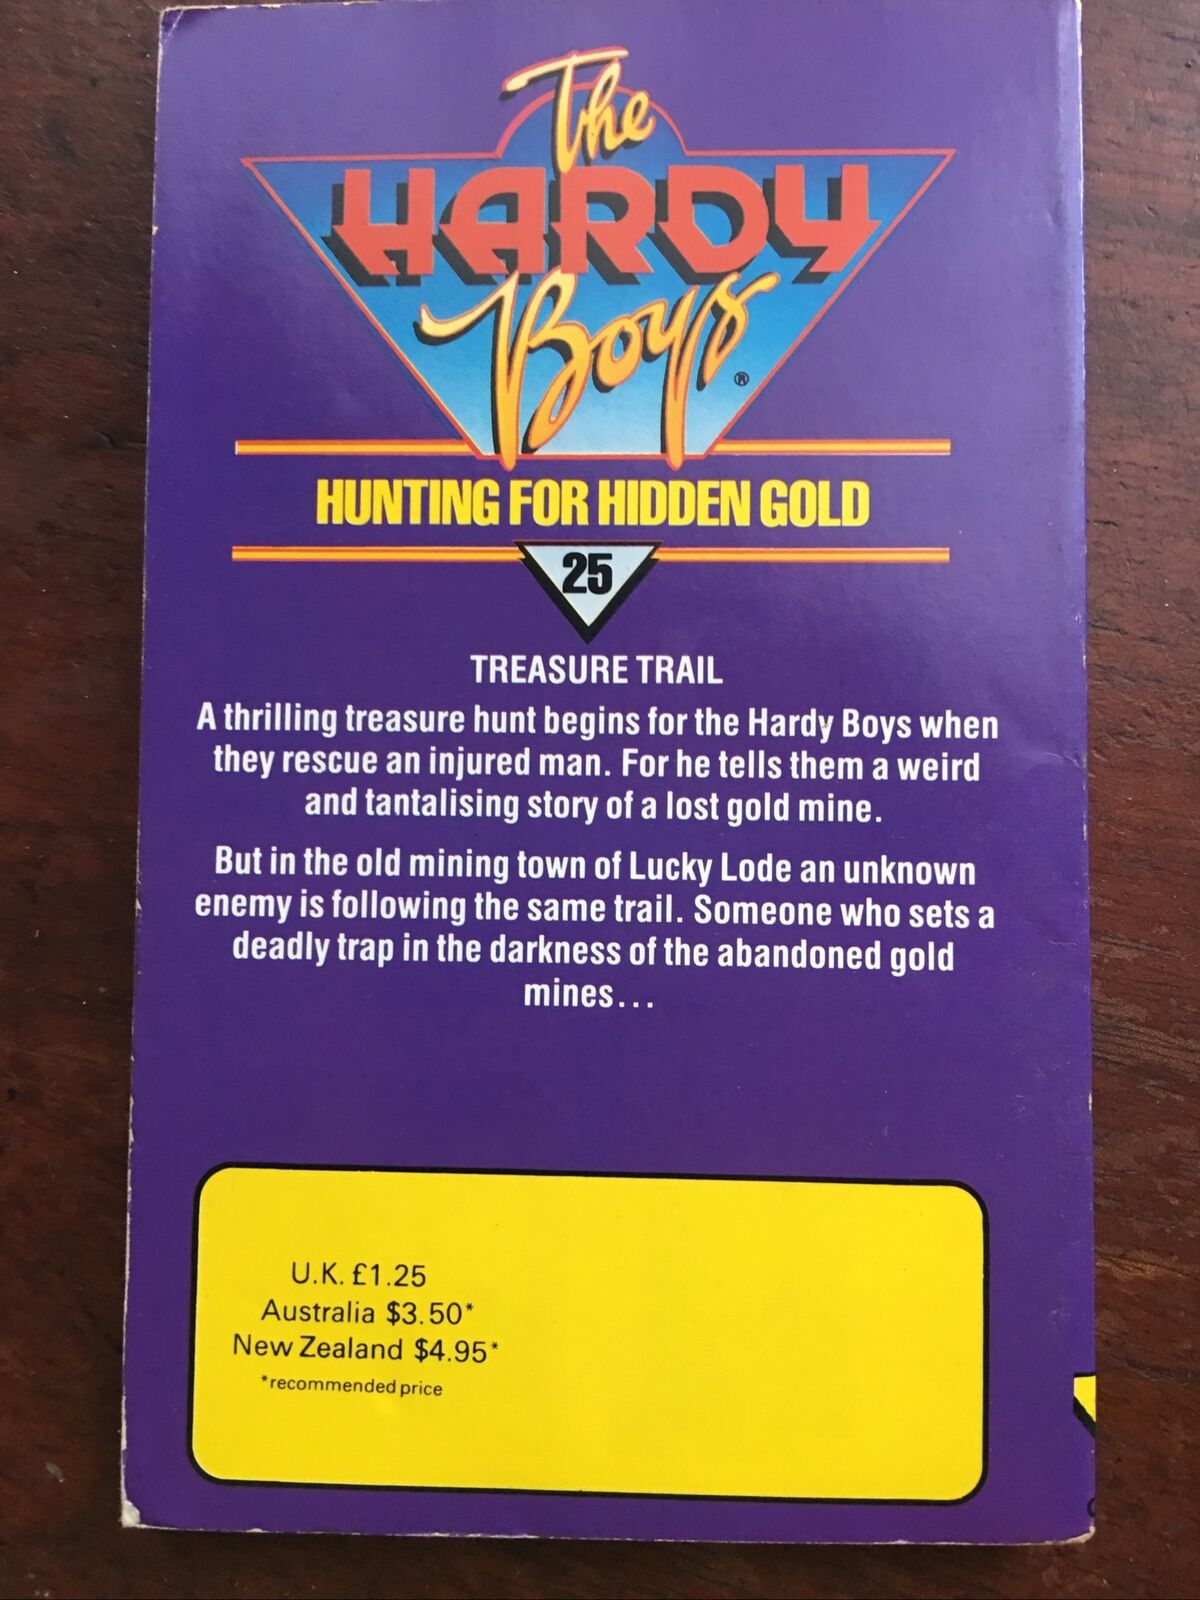 The
HARDY
Boys
®
HUNTING FOR HIDDEN GOLD
25
TREASURE TRAIL
A thrilling treasure hunt begins for the Hardy Boys when
they rescue an injured man. For he tells them a weird
and tantalising story of a lost gold mine.
But in the old mining town of Lucky Lode an unknown
enemy is following the same trail. Someone who sets a
deadly trap in the darkness of the abandoned gold
mines...
U.K. £1.25
Australia $3.50*
New Zealand $4.95*
*recommended price